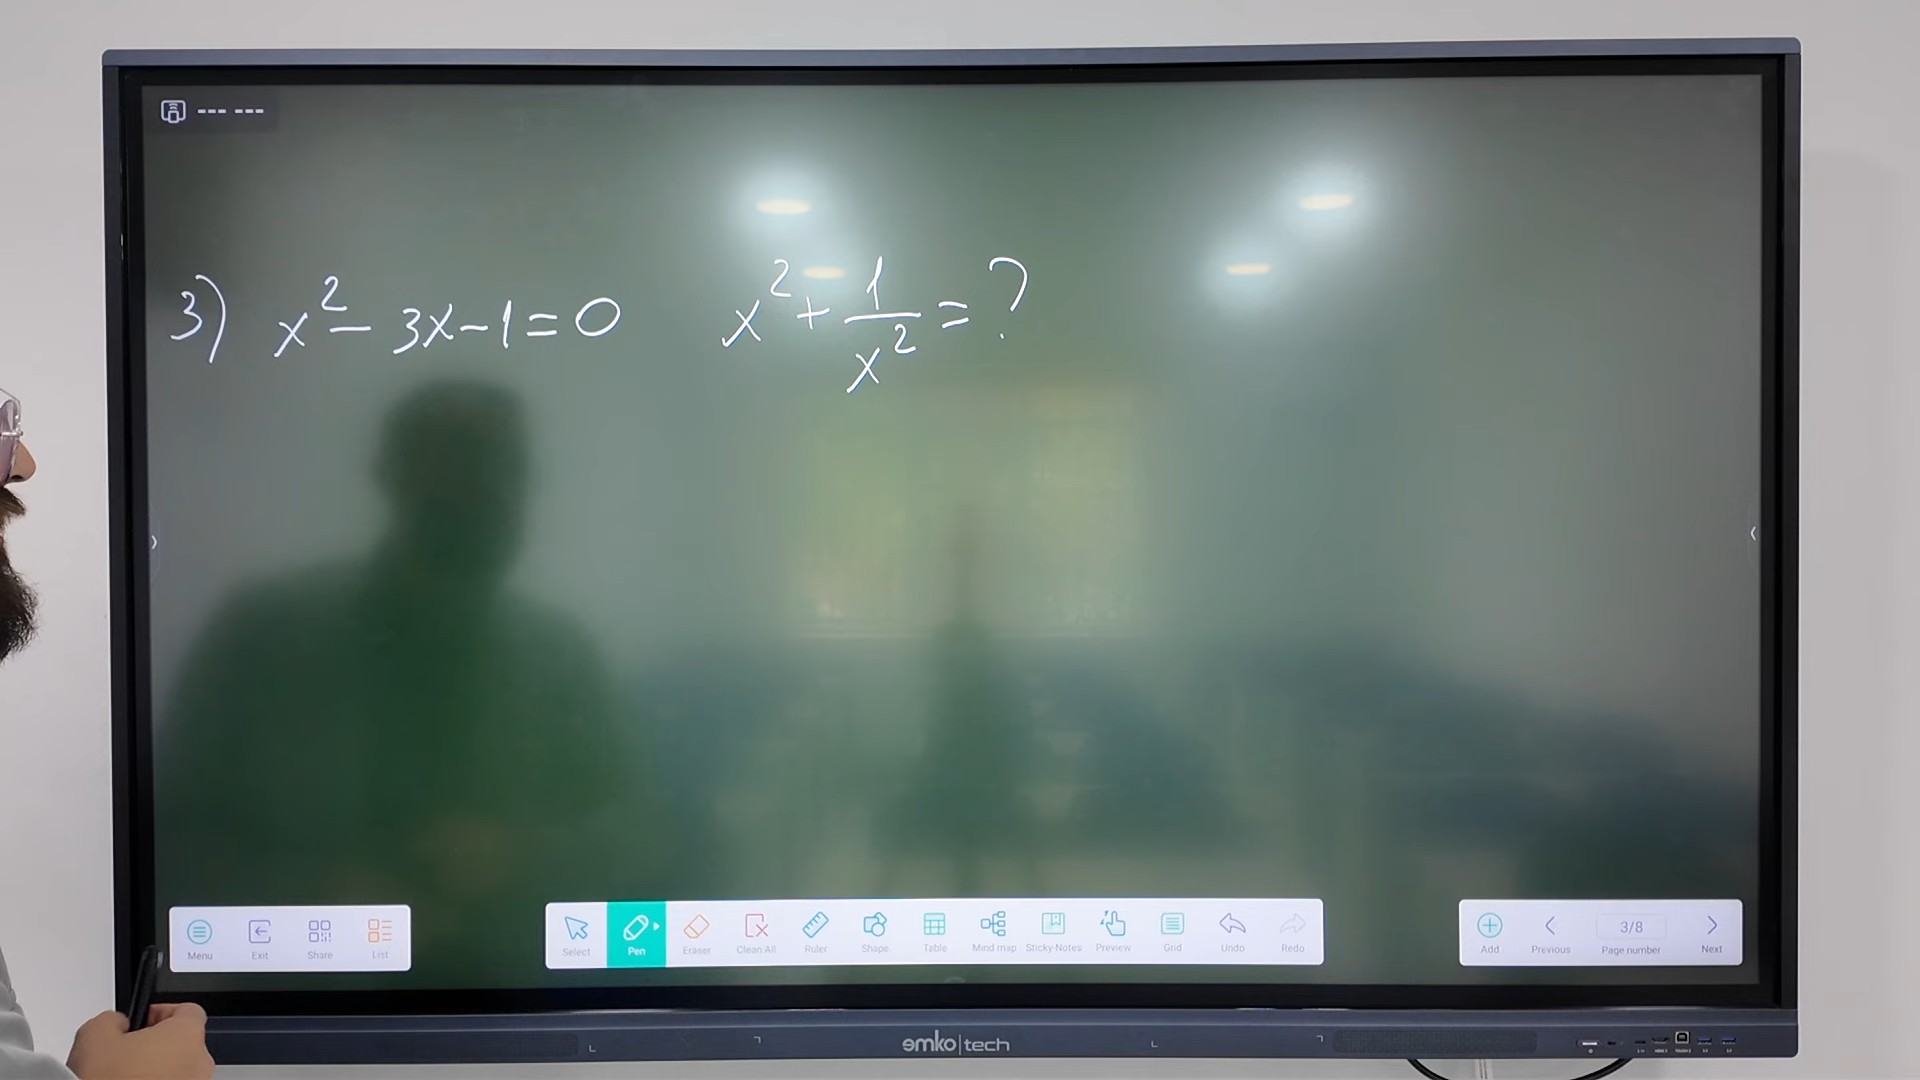 --- ---
3) x² - 3x - 1 = 0   x² + 1/x² = ?
Menu Exit Share List
Select Pen Eraser Clean All Ruler Shape Table Mind map Sticky-Notes Preview Grid Undo Redo
Add Previous 3/8 Page number Next
emko|tech